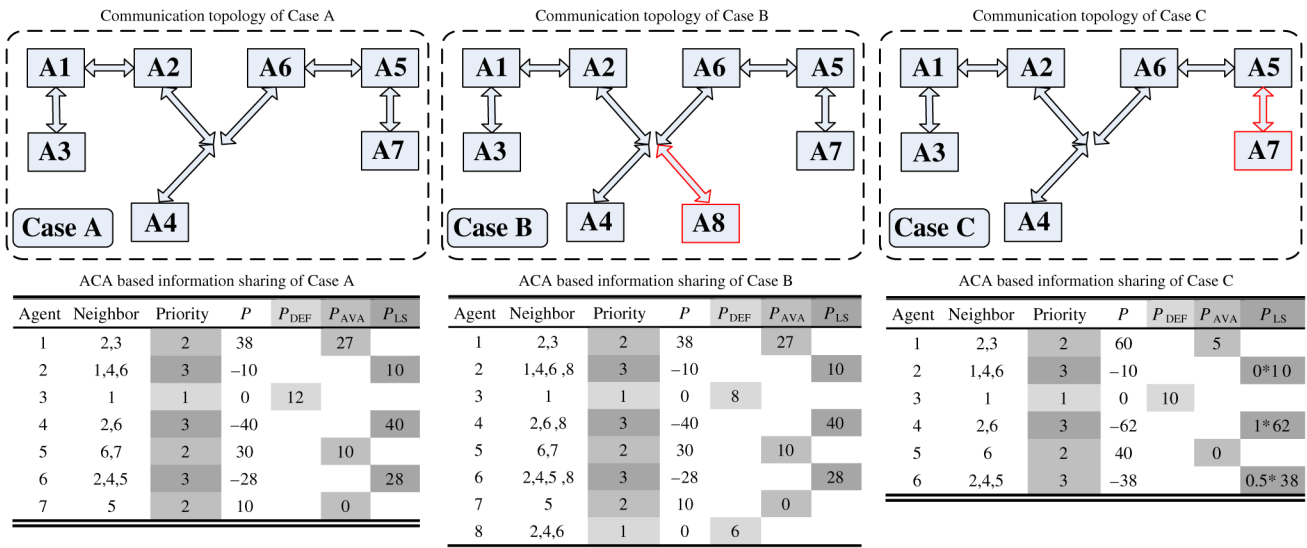 Communication topology of Case A
A1 A2 A6 A5
A3 A7
A4
Case A
Communication topology of Case B
A1 A2 A6 A5
A3 A7
A4 A8
Case B
Communication topology of Case C
A1 A2 A6 A5
A3 A7
A4
Case C
ACA based information sharing of Case A
Agent Neighbor Priority P P_DEF P_AVA P_LS
1 2,3 2 38 27
2 1,4,6 3 –10 10
3 1 1 0 12
4 2,6 3 –40 40
5 6,7 2 30 10
6 2,4,5 3 –28 28
7 5 2 10 0
ACA based information sharing of Case B
Agent Neighbor Priority P P_DEF P_AVA P_LS
1 2,3 2 38 27
2 1,4,6 ,8 3 –10 10
3 1 1 0 8
4 2,6 ,8 3 –40 40
5 6,7 2 30 10
6 2,4,5 ,8 3 –28 28
7 5 2 10 0
8 2,4,6 1 0 6
ACA based information sharing of Case C
Agent Neighbor Priority P P_DEF P_AVA P_LS
1 2,3 2 60 5
2 1,4,6 3 –10 0*10
3 1 1 0 10
4 2,6 3 –62 1*62
5 6 2 40 0
6 2,4,5 3 –38 0.5*38